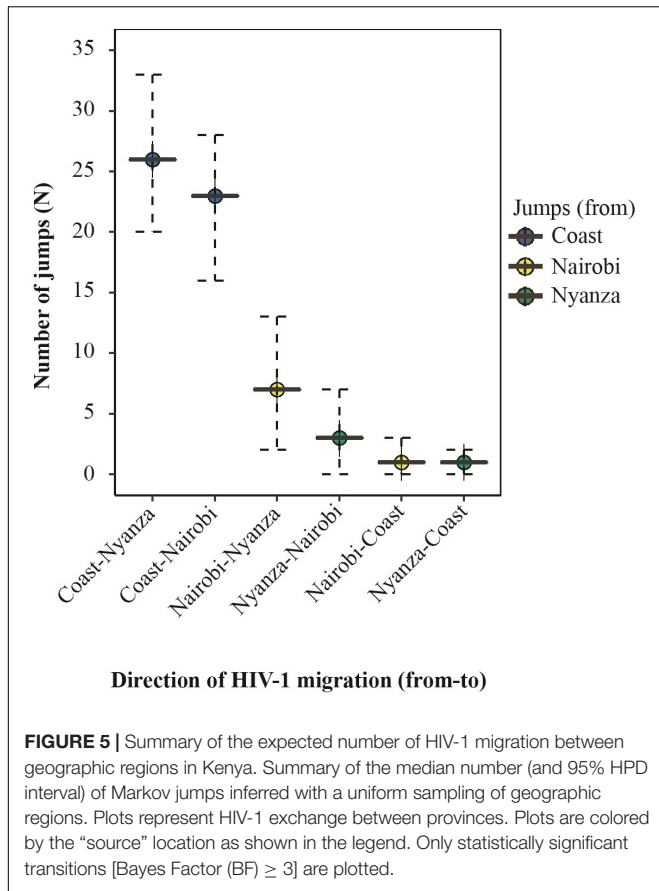 35
30
25
20
15
10
5
0
Number of jumps (N)
Jumps (from)
Coast
Nairobi
Nyanza
Coast-Nyanza
Coast-Nairobi
Nairobi-Nyanza
Nyanza-Nairobi
Nairobi-Coast
Nyanza-Coast
Direction of HIV-1 migration (from-to)
FIGURE 5 | Summary of the expected number of HIV-1 migration between
geographic regions in Kenya. Summary of the median number (and 95% HPD
interval) of Markov jumps inferred with a uniform sampling of geographic
regions. Plots represent HIV-1 exchange between provinces. Plots are colored
by the “source” location as shown in the legend. Only statistically significant
transitions [Bayes Factor (BF) ≥ 3] are plotted.